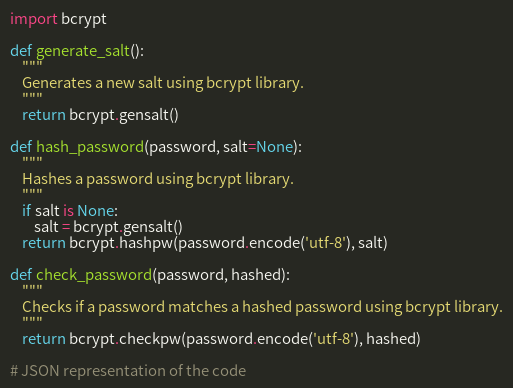 import bcrypt
def generate_salt():
"""
Generates a new salt using bcrypt library.
"""
return bcrypt.gensalt()
def hash_password(password, salt=None):
"""
Hashes a password using bcrypt library.
"""
if salt is None:
salt = bcrypt.gensalt()
return bcrypt.hashpw(password.encode('utf-8'), salt)
def check_password(password, hashed):
"""
Checks if a password matches a hashed password using bcrypt library.
"""
return bcrypt.checkpw(password.encode('utf-8'), hashed)
# JSON representation of the code